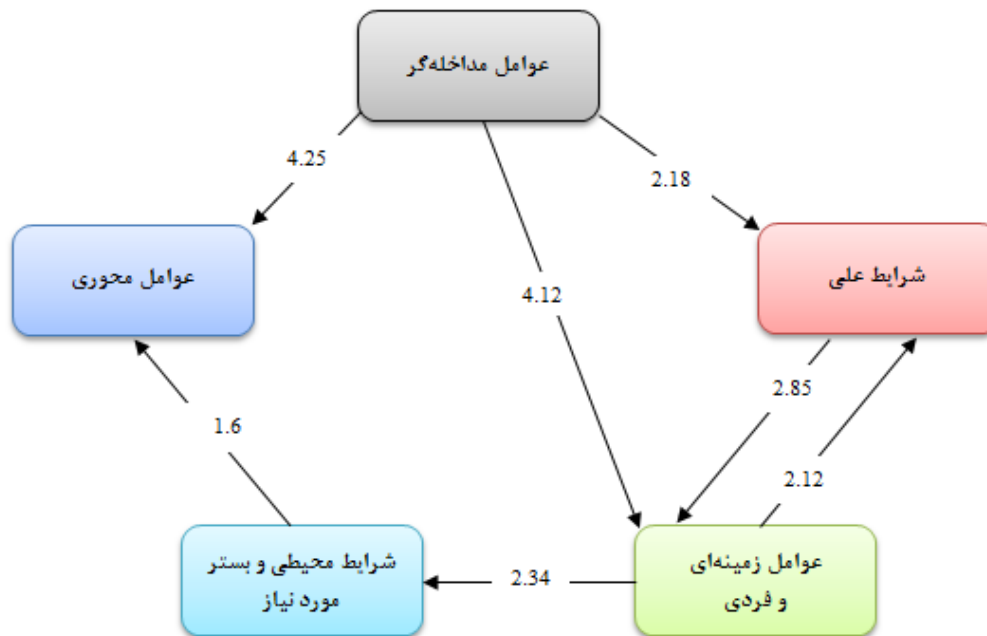 عوامل مداخله‌گر
4.25
2.18
عوامل محوری
شرایط علی
4.12
2.85
1.6
2.12
شرایط محیطی و بستر
مورد نیاز
2.34
عوامل زمینه‌ای
و فردی